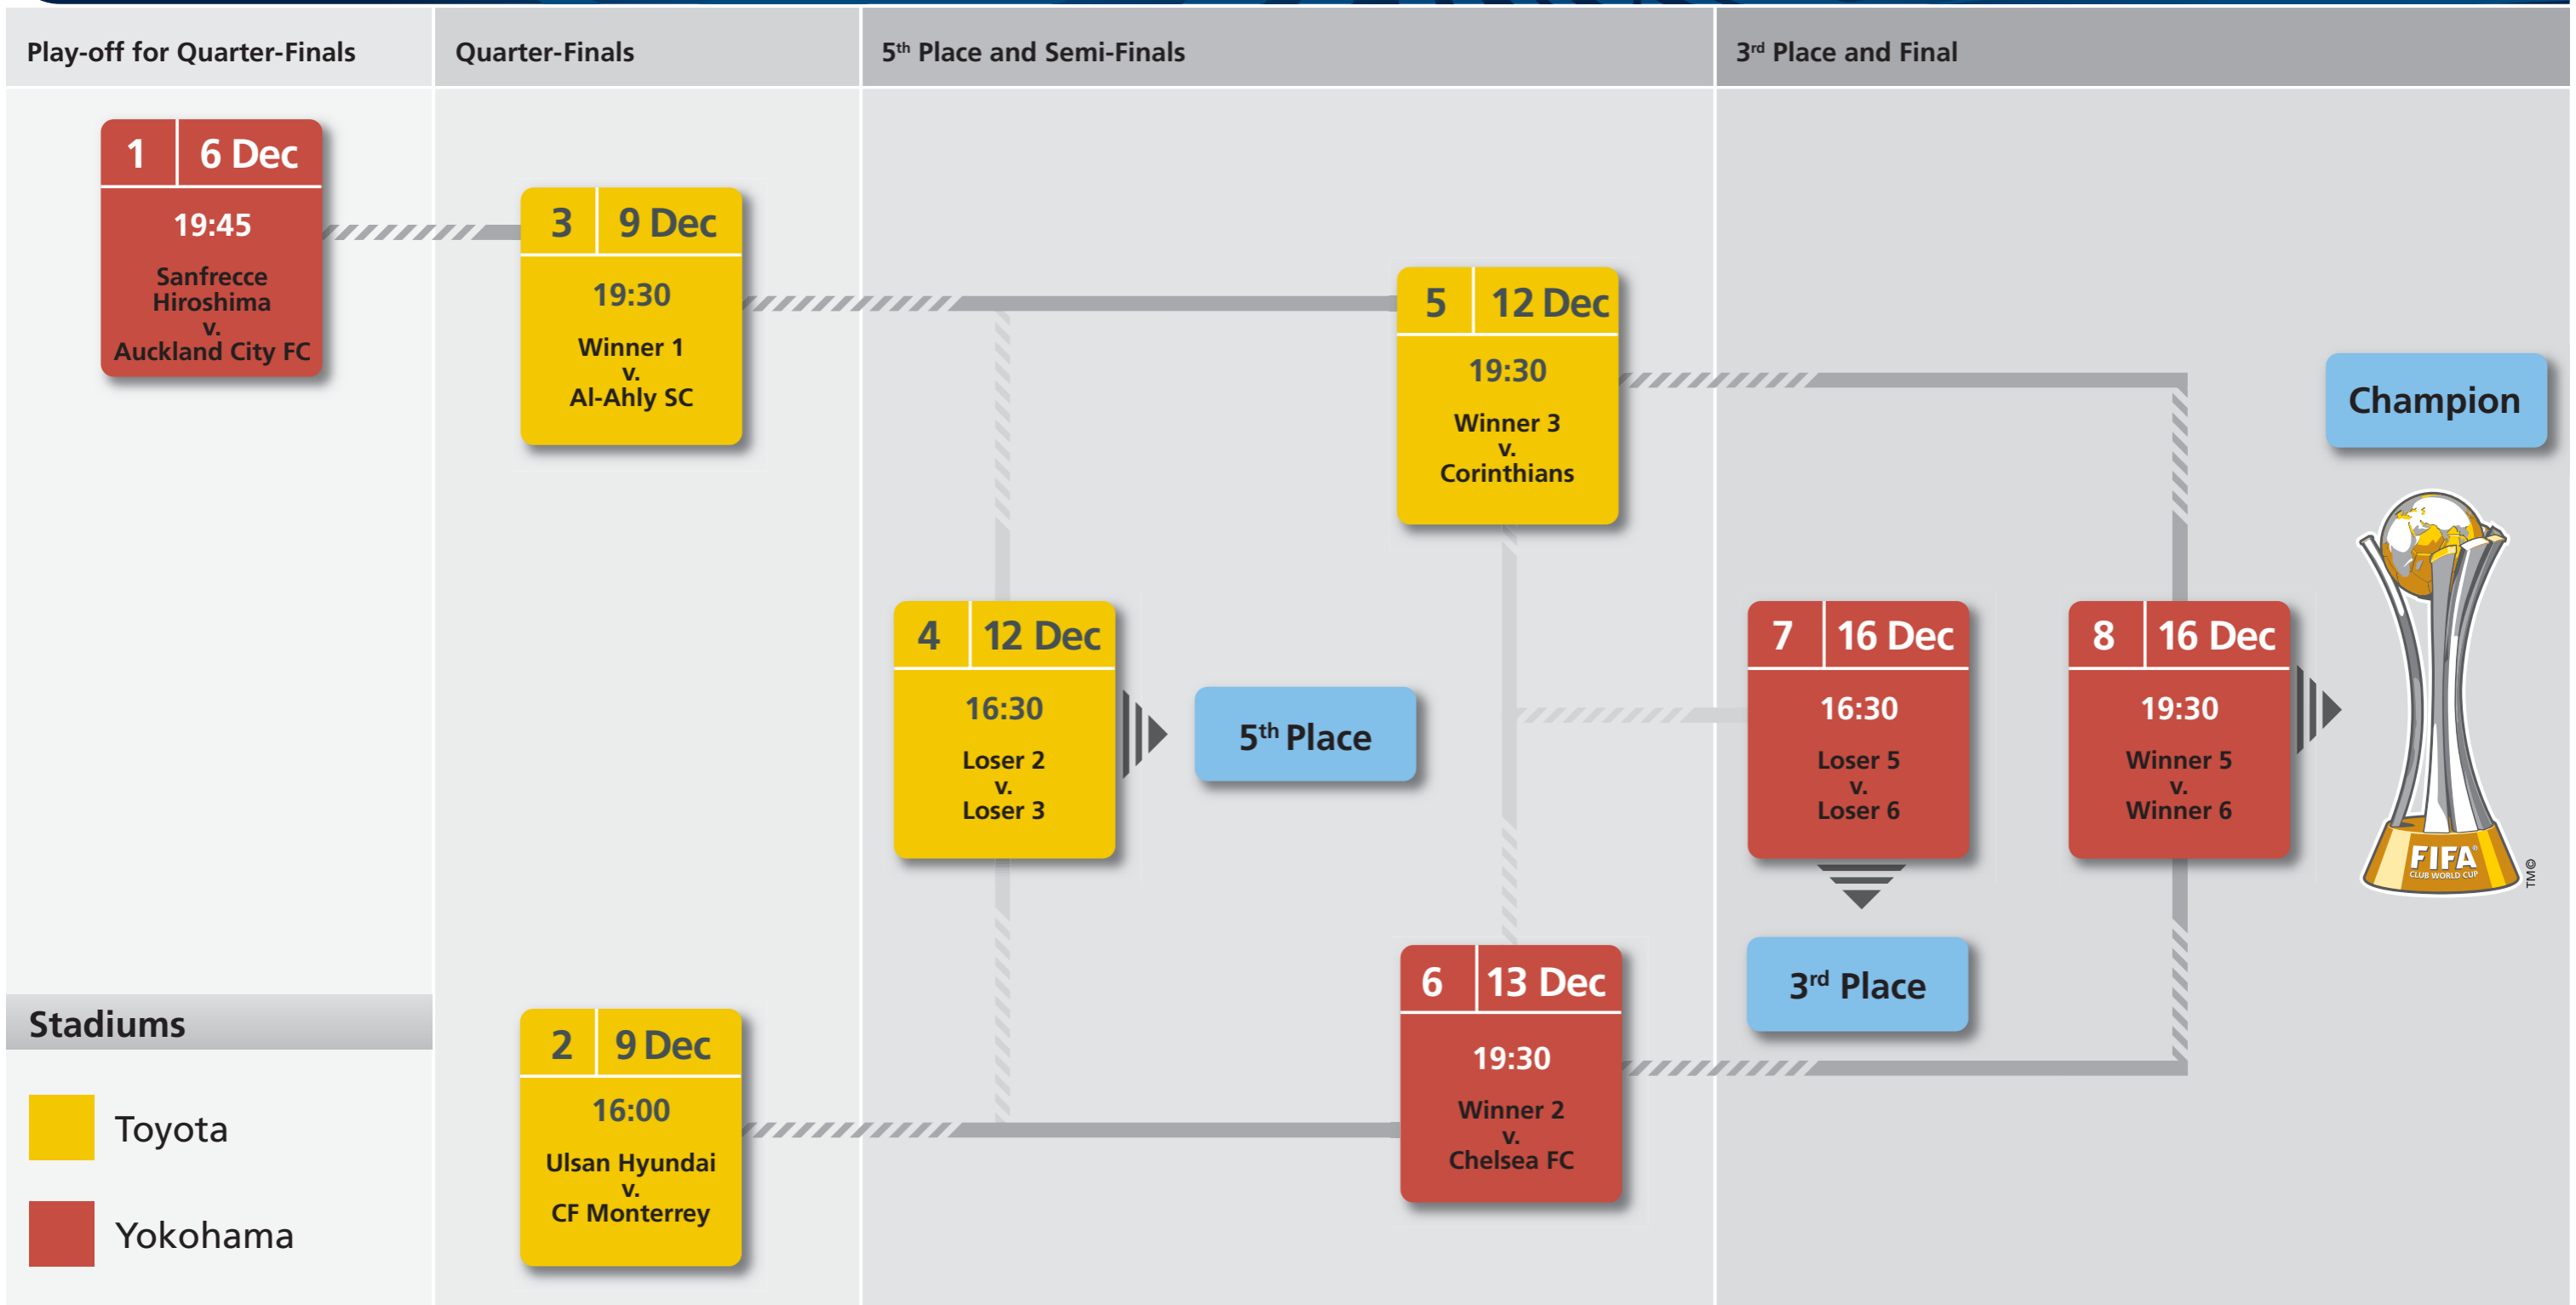 Play-off for Quarter-Finals
Quarter-Finals
5th Place and Semi-Finals
3rd Place and Final
1 6 Dec
19:45
Sanfrecce
Hiroshima
v.
Auckland City FC
3 9 Dec
19:30
Winner 1
v.
Al-Ahly SC
5 12 Dec
19:30
Winner 3
v.
Corinthians
Champion
4 12 Dec
16:30
Loser 2
v.
Loser 3
5th Place
7 16 Dec
16:30
Loser 5
v.
Loser 6
8 16 Dec
19:30
Winner 5
v.
Winner 6
FIFA®
CLUB WORLD CUP
TM©
3rd Place
6 13 Dec
19:30
Winner 2
v.
Chelsea FC
2 9 Dec
16:00
Ulsan Hyundai
v.
CF Monterrey
Stadiums
Toyota
Yokohama